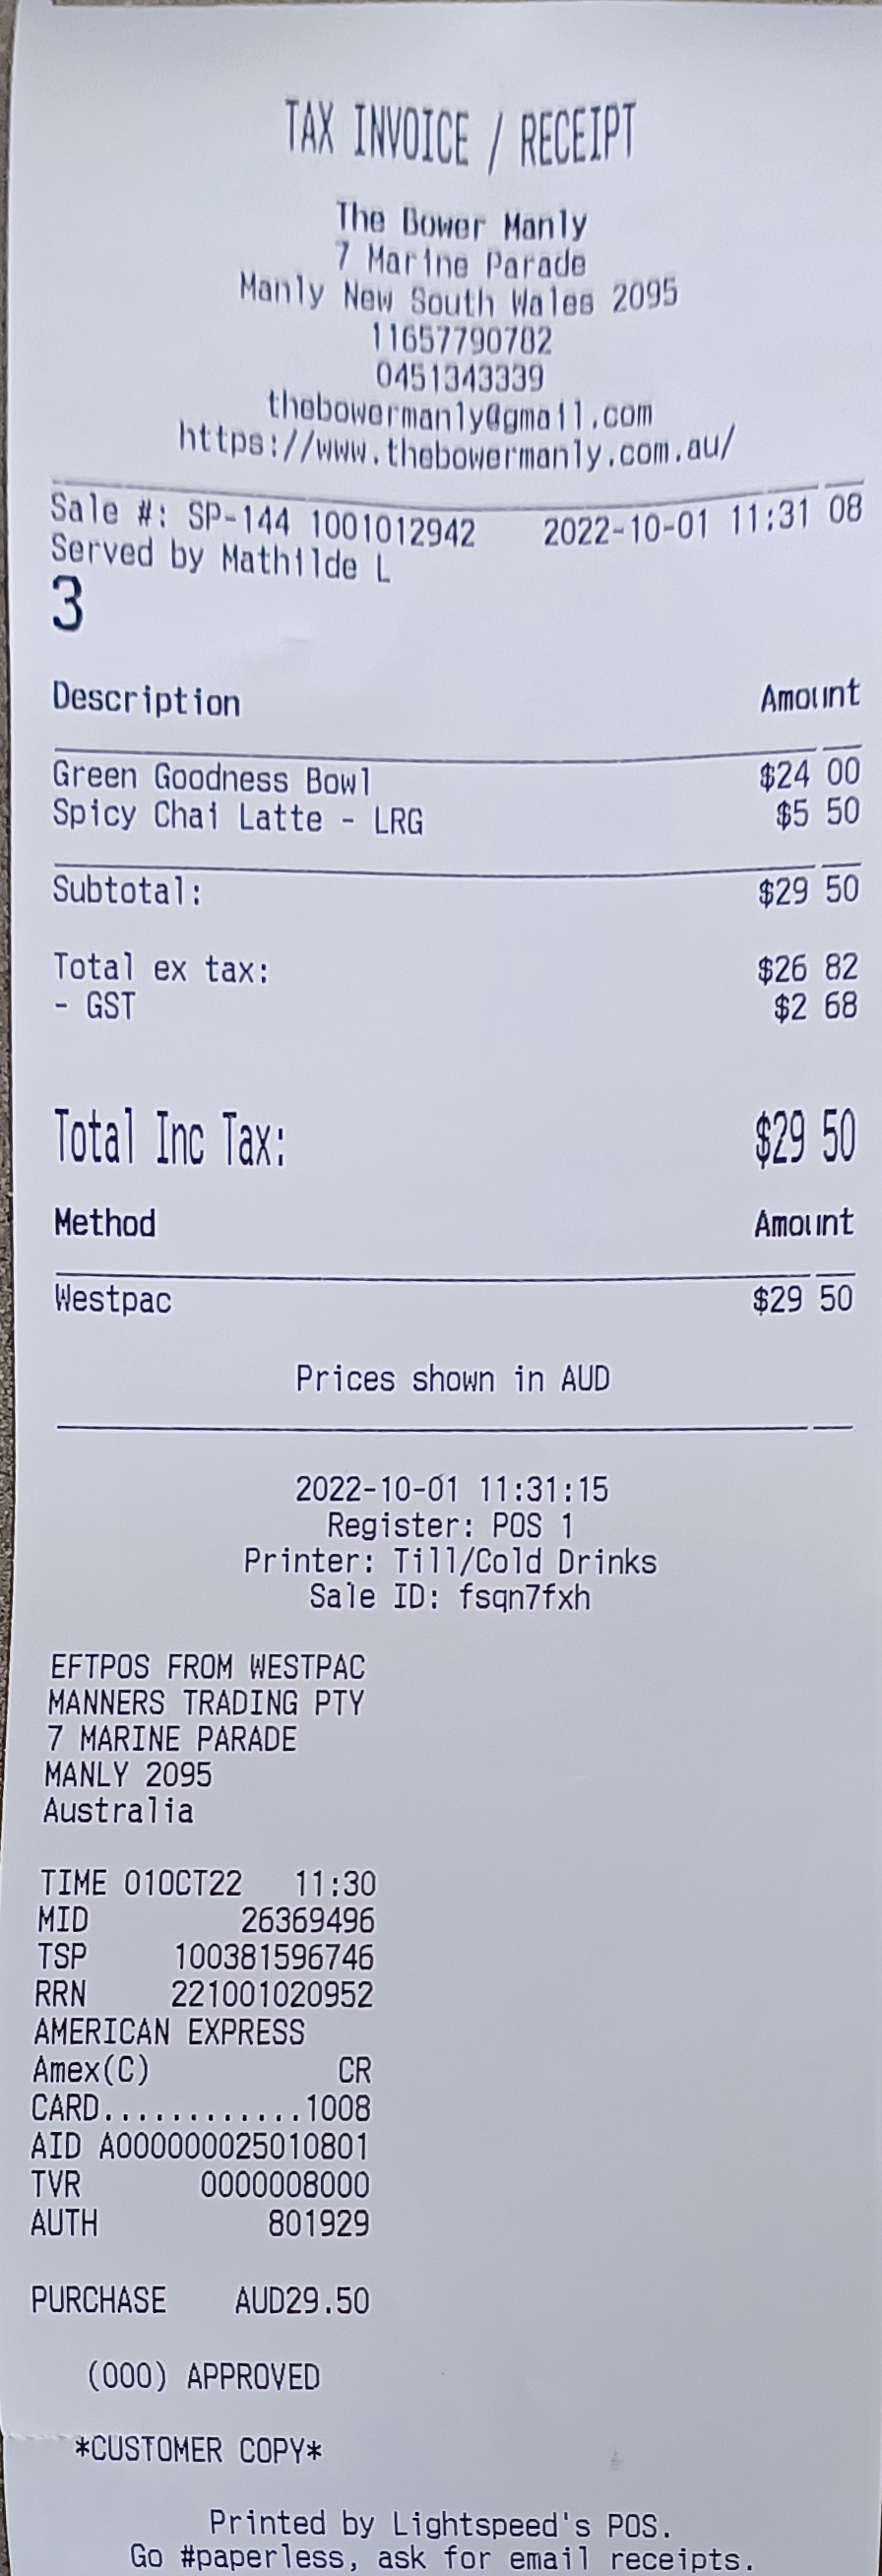 TAX INVOICE / RECEIPT
The Bower Manly
7 Marine Parade
Manly New South Wales 2095
11657790782
0451343339
thebowermanly@gmail.com
https://www.thebowermanly.com.au/
Sale #: SP-144 1001012942 2022-10-01 11:31 08
Served by Mathilde L
3
Description Amount
Green Goodness Bowl $24 00
Spicy Chai Latte - LRG $5 50
Subtotal: $29 50
Total ex tax: $26 82
- GST $2 68
Total Inc Tax: $29 50
Method Amount
Westpac $29 50
Prices shown in AUD
2022-10-01 11:31:15
Register: POS 1
Printer: Till/Cold Drinks
Sale ID: fsqn7fxh
EFTPOS FROM WESTPAC
MANNERS TRADING PTY
7 MARINE PARADE
MANLY 2095
Australia
TIME 01OCT22 11:30
MID 26369496
TSP 100381596746
RRN 221001020952
AMERICAN EXPRESS
Amex(C) CR
CARD............1008
AID A000000025010801
TVR 0000008000
AUTH 801929
PURCHASE AUD29.50
(000) APPROVED
*CUSTOMER COPY*
Printed by Lightspeed's POS.
Go #paperless, ask for email receipts.